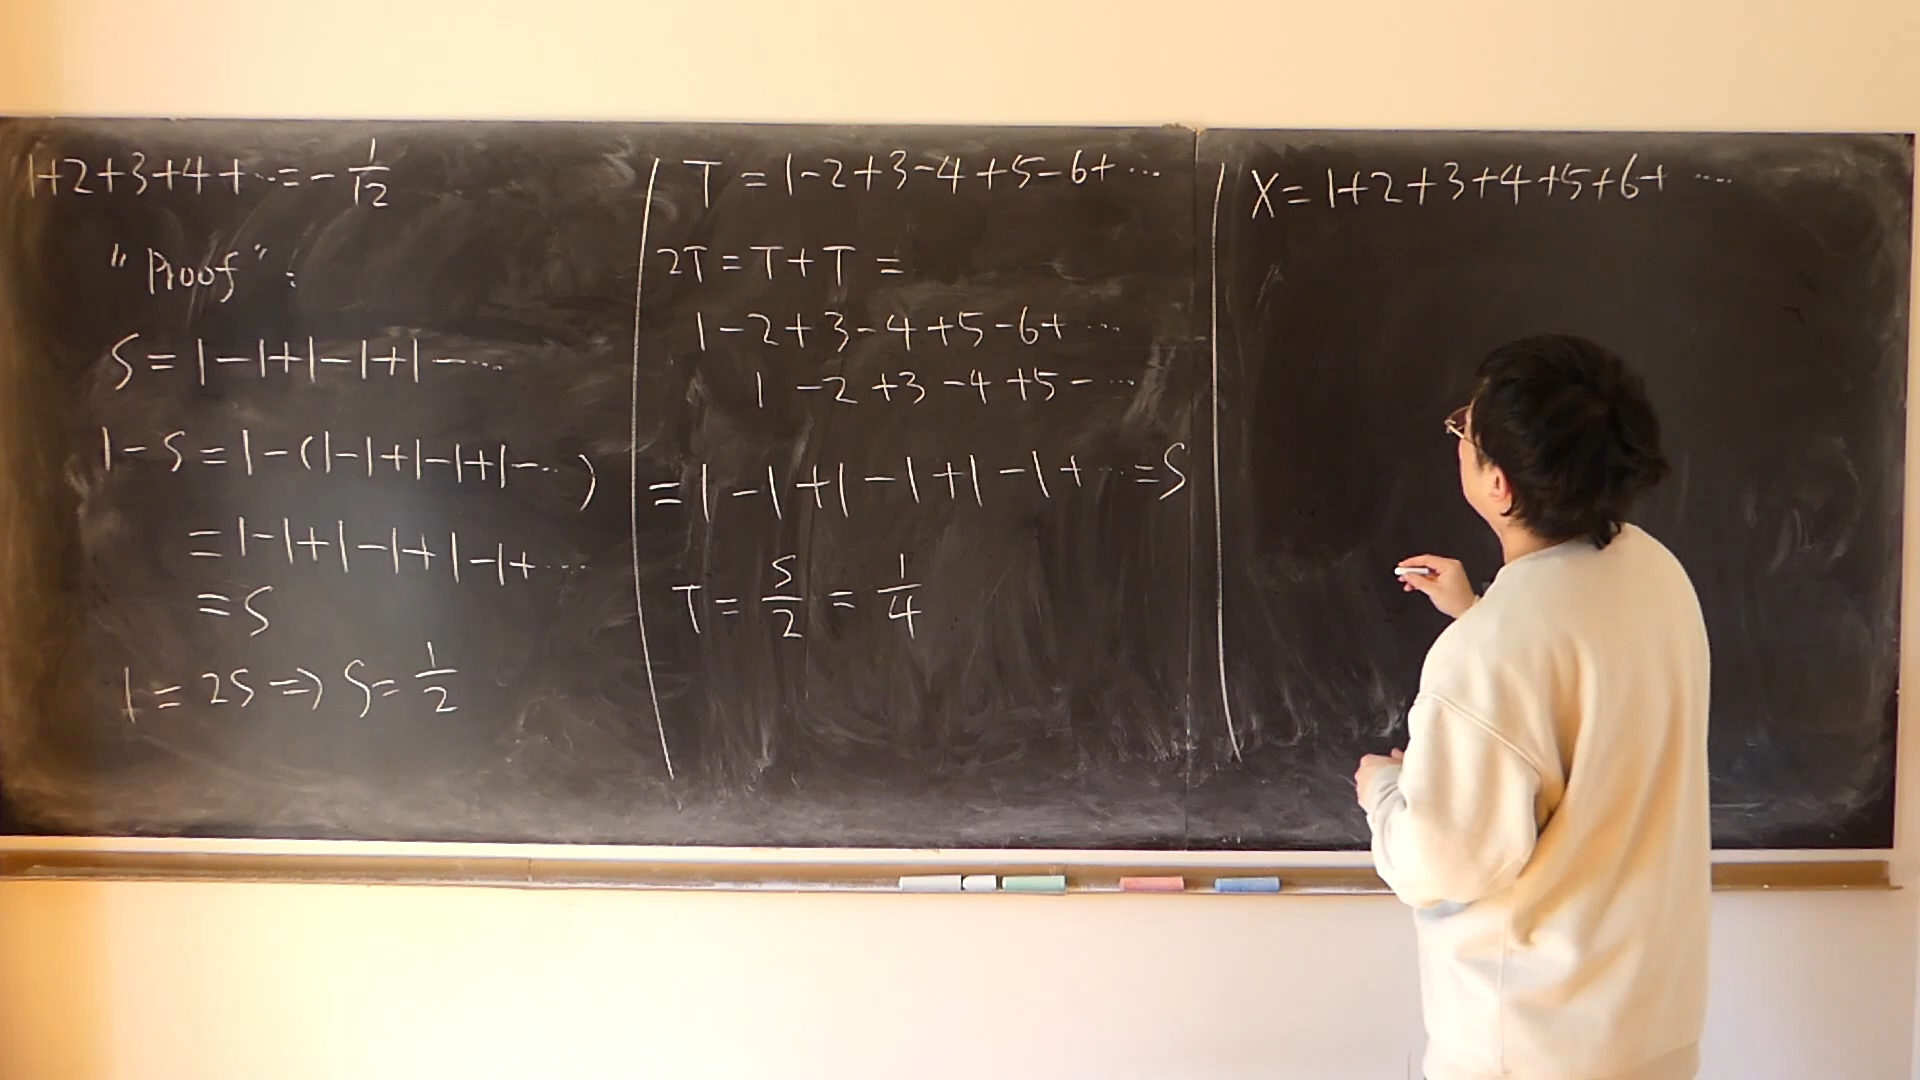 1+2+3+4+⋯=-1/12
"Proof":
S=1-1+1-1+1-⋯
1-S=1-(1-1+1-1+1-⋯)
=1-1+1-1+1-1+⋯
=S
1=2S⇒S=1/2
T=1-2+3-4+5-6+⋯
2T=T+T=
1-2+3-4+5-6+⋯
1-2+3-4+5-⋯
=1-1+1-1+1-1+⋯=S
T=S/2=1/4
X=1+2+3+4+5+6+⋯